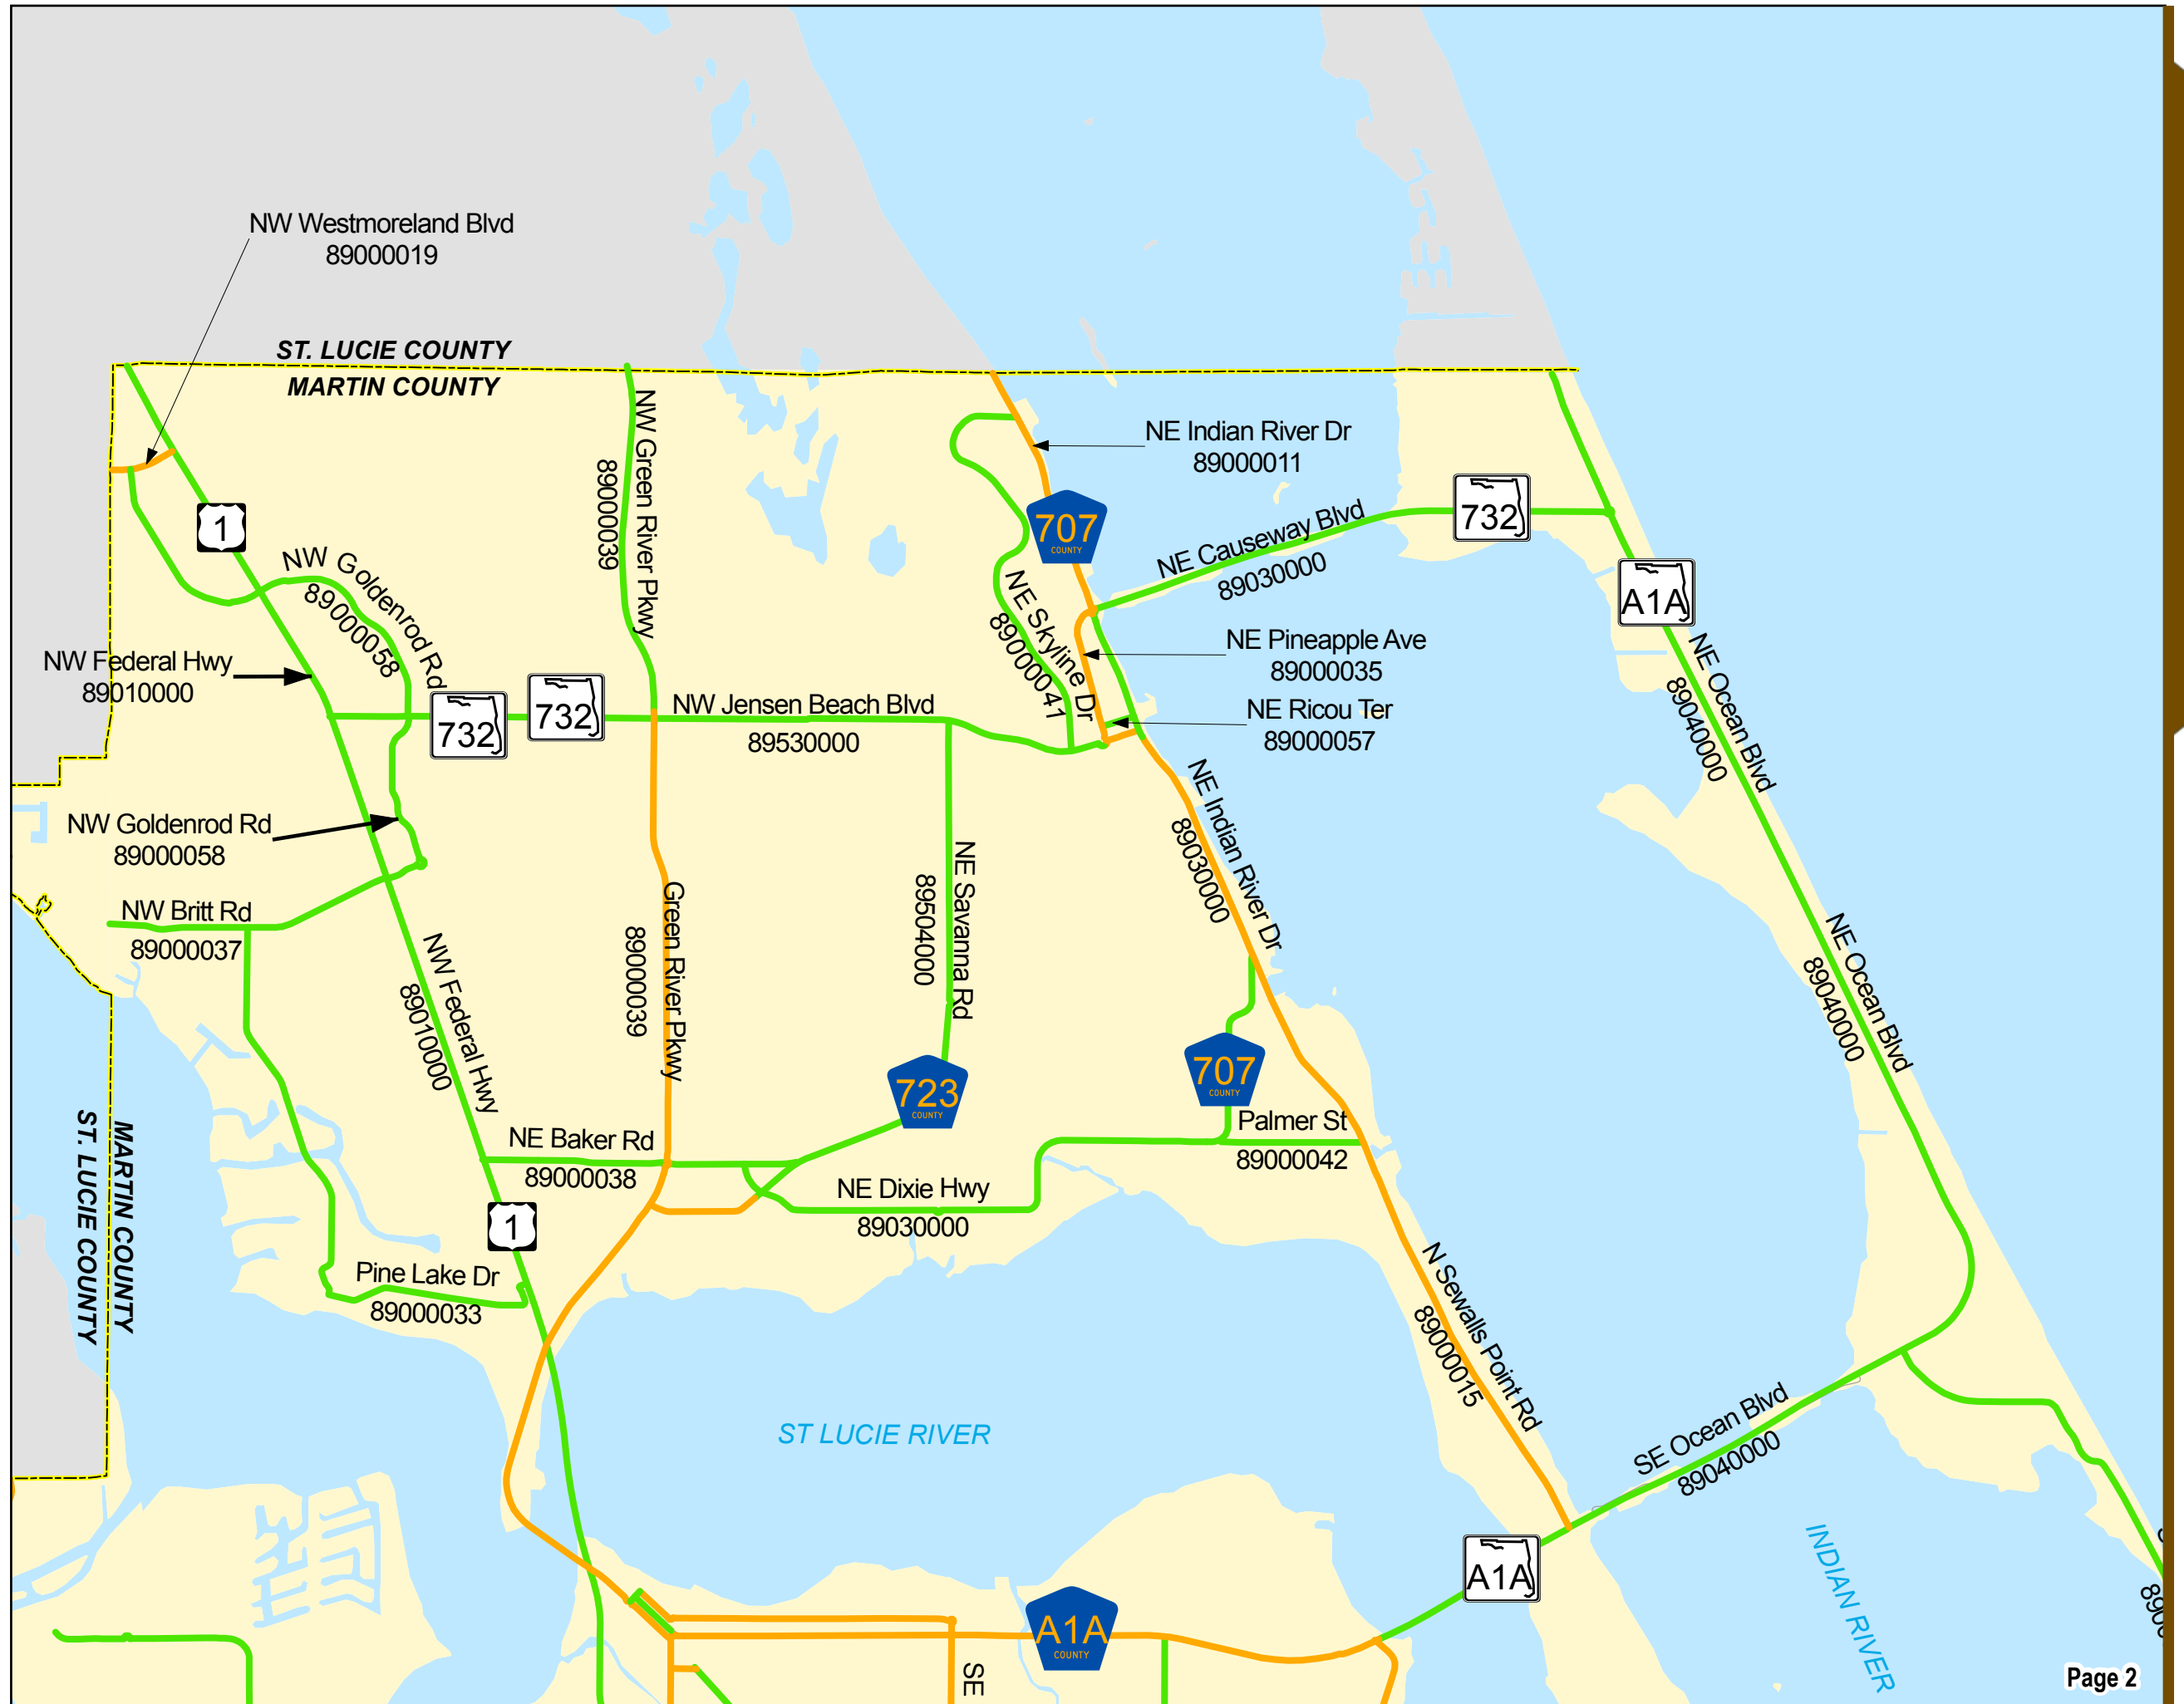 NW Westmoreland Blvd
89000019
ST. LUCIE COUNTY
MARTIN COUNTY
NE Indian River Dr
89000011
NW Green River Pkwy
89000039
707
COUNTY
732
1
NE Causeway Blvd
89030000
NW Goldenrod Rd
89000058
A1A
NE Skyline Dr
89000041
NE Pineapple Ave
89000035
NW Federal Hwy
89010000
NE Ocean Blvd
89040000
732
732
NW Jensen Beach Blvd
89530000
NE Ricou Ter
89000057
NE Indian River Dr
89030000
NW Goldenrod Rd
89000058
NE Savanna Rd
89504000
Green River Pkwy
89000039
NW Britt Rd
89000037
NE Ocean Blvd
89040000
NW Federal Hwy
89010000
707
COUNTY
723
COUNTY
Palmer St
89000042
MARTIN COUNTY
ST. LUCIE COUNTY
NE Baker Rd
89000038
NE Dixie Hwy
89030000
1
Pine Lake Dr
89000033
N Sewalls Point Rd
89000015
SE Ocean Blvd
89040000
ST LUCIE RIVER
INDIAN RIVER
A1A
A1A
COUNTY
SE
Page 2